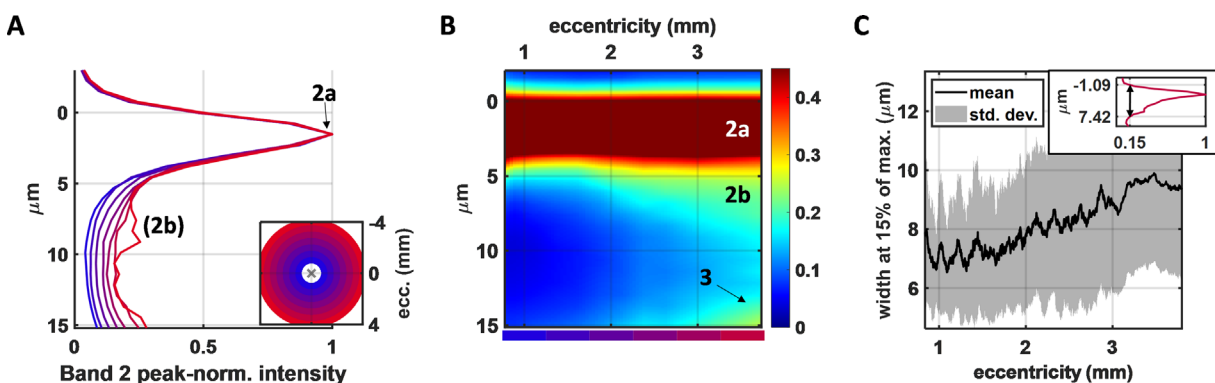 A
B
C
eccentricity (mm)
1 2 3
2a
0
5
10
15
μm
(2b)
-4
0
4
ecc. (mm)
0 0.5 1
Band 2 peak-norm. intensity
0
5
10
15
μm
2a
2b
3
0.4
0.3
0.2
0.1
0
mean
std. dev.
μm
-1.09
7.42
0.15 1
12
10
8
6
width at 15% of max. (μm)
1 2 3
eccentricity (mm)